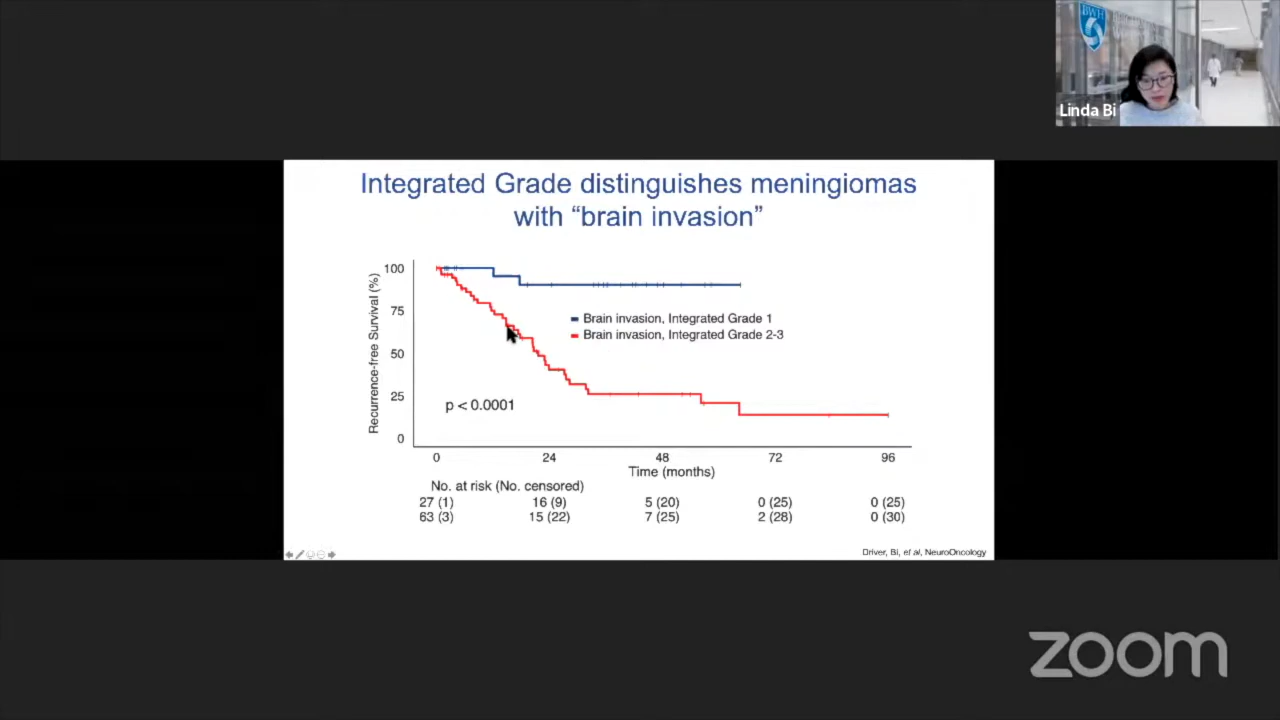 BWH
Linda Bi
Integrated Grade distinguishes meningiomas
with “brain invasion”
Recurrence-free Survival (%)
100
75
50
25
0
Brain invasion, Integrated Grade 1
Brain invasion, Integrated Grade 2-3
p < 0.0001
0 24 48 72 96
Time (months)
No. at risk (No. censored)
27 (1) 16 (9) 5 (20) 0 (25) 0 (25)
63 (3) 15 (22) 7 (25) 2 (28) 0 (30)
Driver, Bi, et al, NeuroOncology
zoom